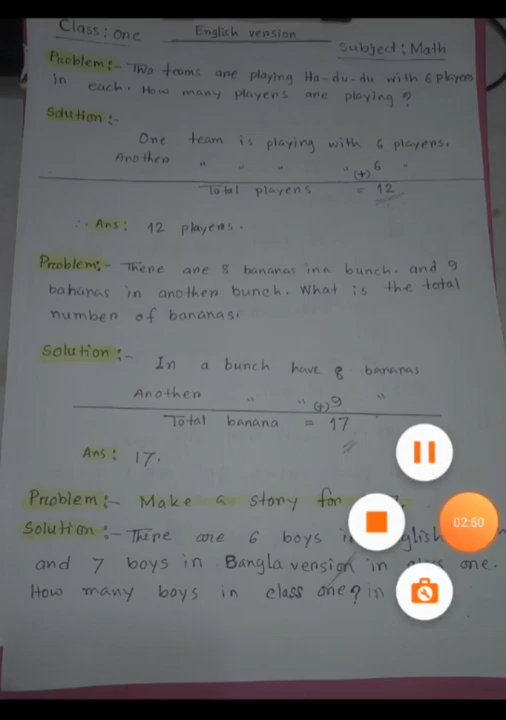 Class: one English version
Subject: Math
Problem:- Two teams are playing Ha-du-du with 6 players
in each. How many players are playing?
Solution:-
One team is playing with 6 players.
Another " " " " (+) 6 "
Total players = 12
∴ Ans: 12 players.
Problem:- There are 8 bananas in a bunch. and 9
bahanas in another bunch. What is the total
number of bananas.
Solution:-
In a bunch have 8 bananas
Another " " (+) 9 "
Total banana = 17
Ans: 17.
Problem:- Make a story for
Solution:- There are 6 boys in
and 7 boys in Bangla version in one.
How many boys in class one? in
02:50